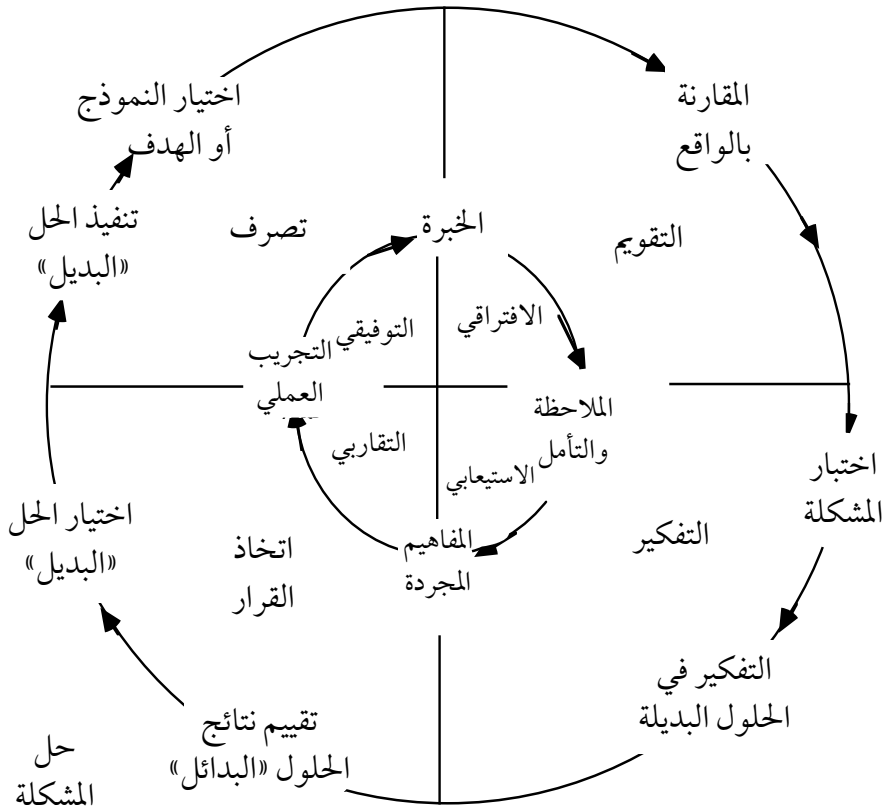 اختيار النموذج
أو الهدف
المقارنة
بالواقع
تنفيذ الحل
«البديل»
تصرف
الخبرة
التقويم
التوفيقي
الافتراقي
التجريب
العملي
الملاحظة
والتأمل
التقاربي
الاستيعابي
اختبار
المشكلة
اختيار الحل
«البديل»
اتخاذ
القرار
المفاهيم
المجردة
التفكير
التفكير في
الحلول البديلة
تقييم نتائج
الحلول «البدائل»
حل
المشكلة